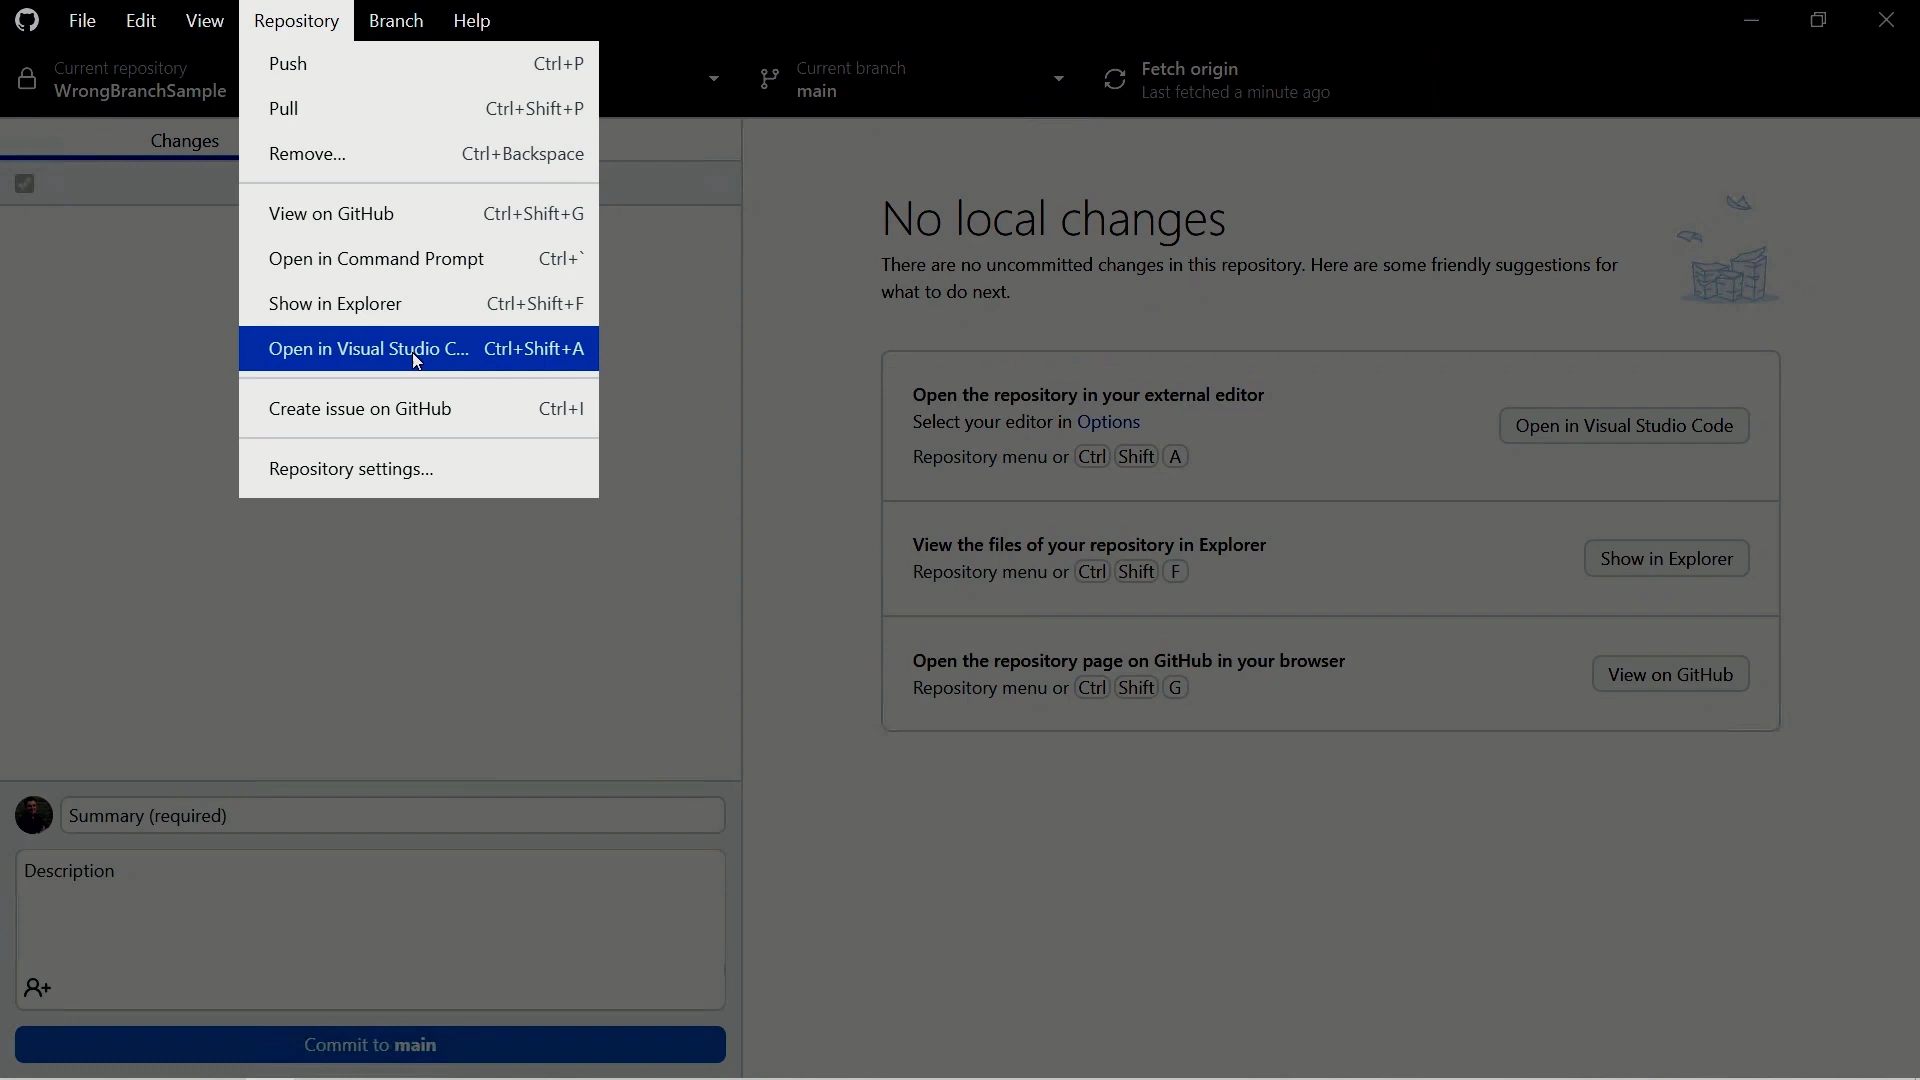 File Edit View Repository Branch Help
Current repository
WrongBranchSample
Current branch
main
Fetch origin
Last fetched a minute ago
Changes
Push Ctrl+P
Pull Ctrl+Shift+P
Remove... Ctrl+Backspace
View on GitHub Ctrl+Shift+G
Open in Command Prompt Ctrl+`
Show in Explorer Ctrl+Shift+F
Open in Visual Studio C... Ctrl+Shift+A
Create issue on GitHub Ctrl+I
Repository settings...
No local changes
There are no uncommitted changes in this repository. Here are some friendly suggestions for
what to do next.
Open the repository in your external editor
Select your editor in Options
Repository menu or Ctrl Shift A
Open in Visual Studio Code
View the files of your repository in Explorer
Repository menu or Ctrl Shift F
Show in Explorer
Open the repository page on GitHub in your browser
Repository menu or Ctrl Shift G
View on GitHub
Summary (required)
Description
Commit to main